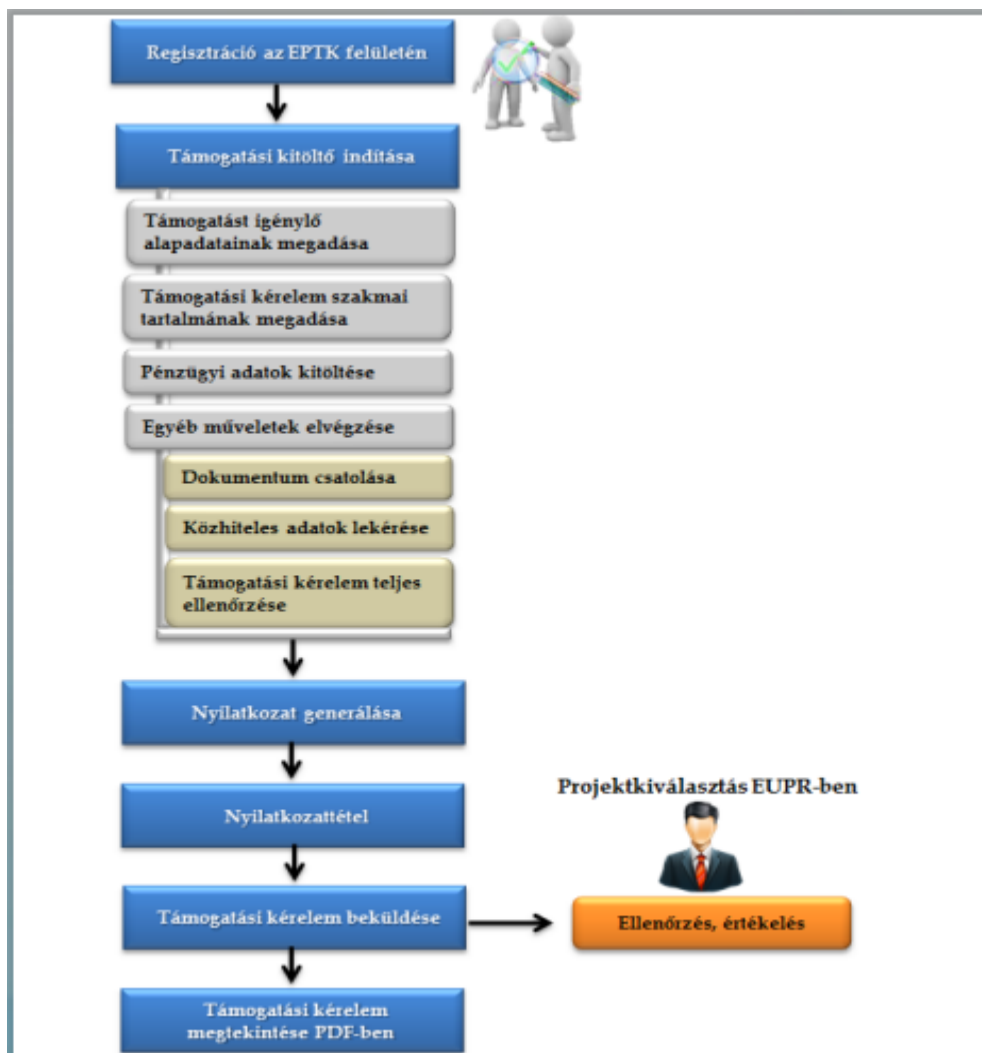 Regisztráció az EPTK felületén
Támogatási kitöltő indítása
Támogatást igénylő
alapadatainak megadása
Támogatási kérelem szakmai
tartalmának megadása
Pénzügyi adatok kitöltése
Egyéb műveletek elvégzése
Dokumentum csatolása
Közhiteles adatok lekérése
Támogatási kérelem teljes
ellenőrzése
Nyilatkozat generálása
Nyilatkozattétel
Projektkiválasztás EUPR-ben
Támogatási kérelem beküldése
Ellenőrzés, értékelés
Támogatási kérelem
megtekintése PDF-ben